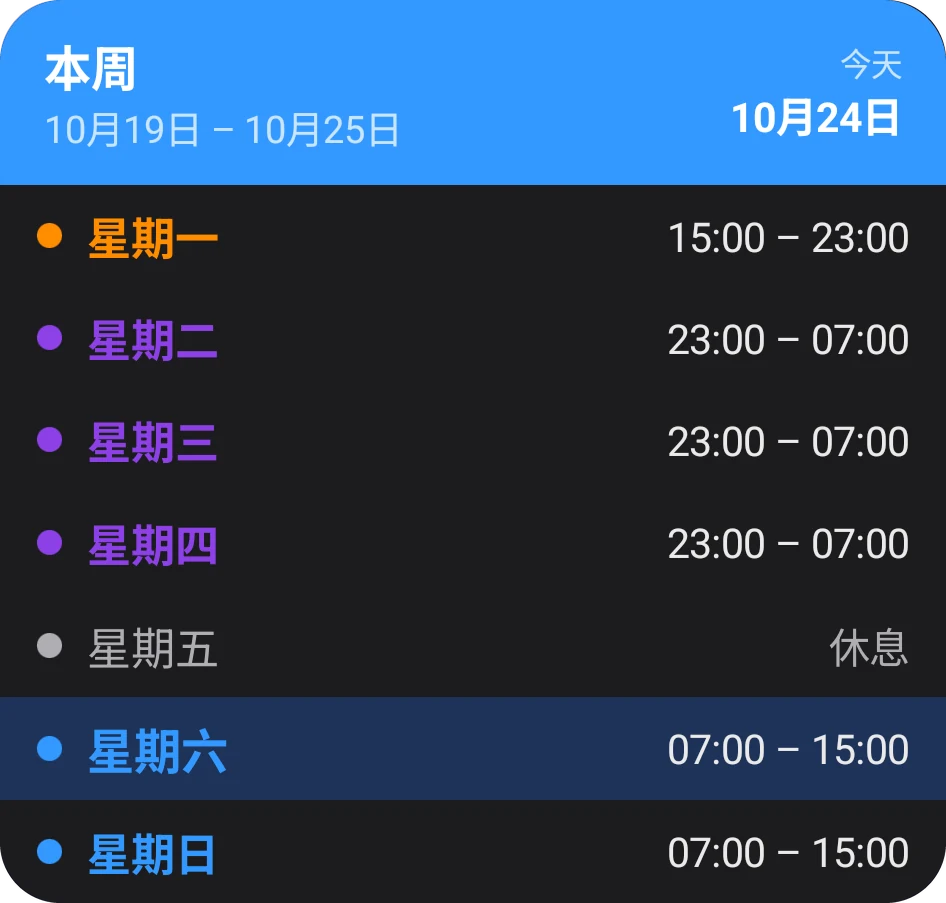 本周
10月19日 – 10月25日
今天
10月24日
星期一 15:00 – 23:00
星期二 23:00 – 07:00
星期三 23:00 – 07:00
星期四 23:00 – 07:00
星期五 休息
星期六 07:00 – 15:00
星期日 07:00 – 15:00